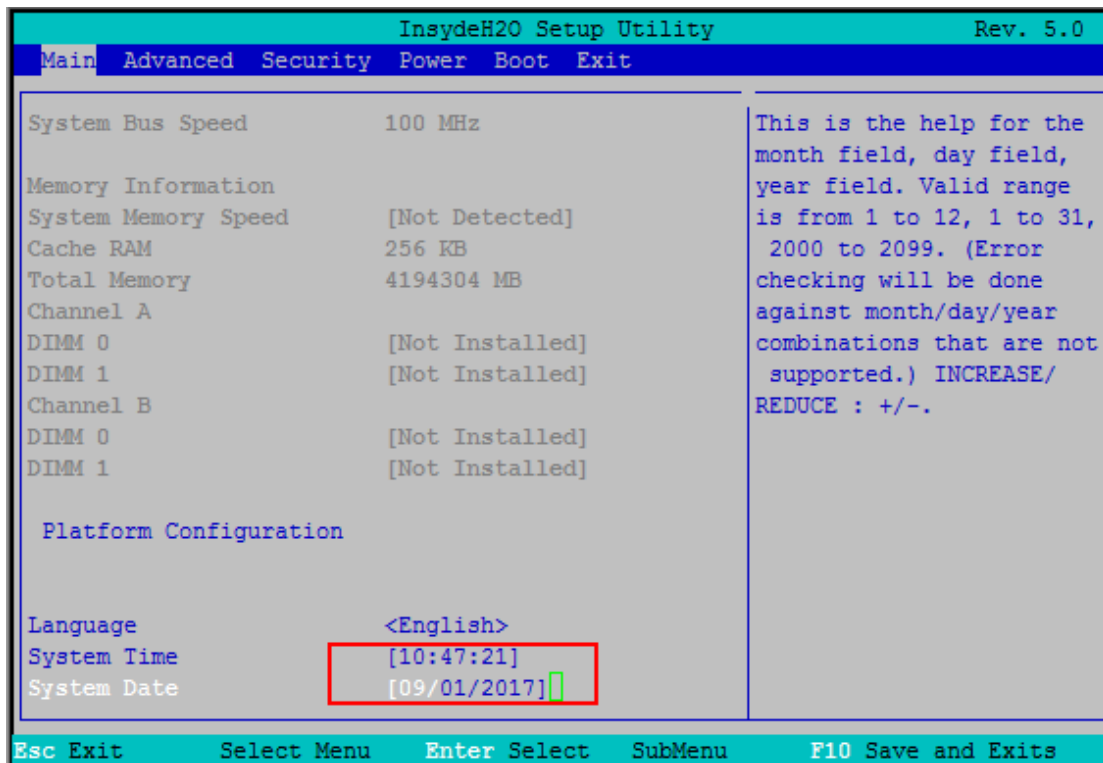 InsydeH2O Setup Utility Rev. 5.0
Main Advanced Security Power Boot Exit
System Bus Speed 100 MHz
Memory Information
System Memory Speed [Not Detected]
Cache RAM 256 KB
Total Memory 4194304 MB
Channel A
DIMM 0 [Not Installed]
DIMM 1 [Not Installed]
Channel B
DIMM 0 [Not Installed]
DIMM 1 [Not Installed]
Platform Configuration
Language <English>
System Time [10:47:21]
System Date [09/01/2017]
This is the help for the
month field, day field,
year field. Valid range
is from 1 to 12, 1 to 31,
2000 to 2099. (Error
checking will be done
against month/day/year
combinations that are not
supported.) INCREASE/
REDUCE : +/-.
Esc Exit Select Menu Enter Select SubMenu F10 Save and Exits